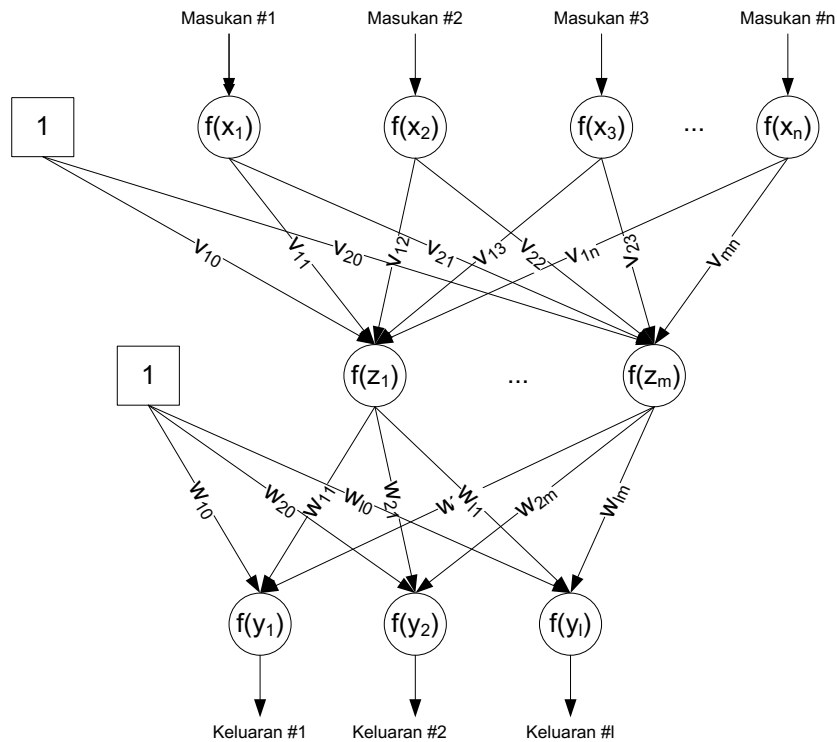 Masukan #1 Masukan #2 Masukan #3 Masukan #n
1 f(x₁) f(x₂) f(x₃) ... f(xₙ)
v₁₀ v₁₁ v₂₀ v₁₂ v₂₁ v₁₃ v₂₂ v₁ₙ v₂₃ vₘₙ
1 f(z₁) ... f(zₘ)
w₁₀ w₂₀ w₁₁ wₗ₀ w₂₁ wₗ₁ w₂ₘ wₗₘ
f(y₁) f(y₂) f(yₗ)
Keluaran #1 Keluaran #2 Keluaran #l